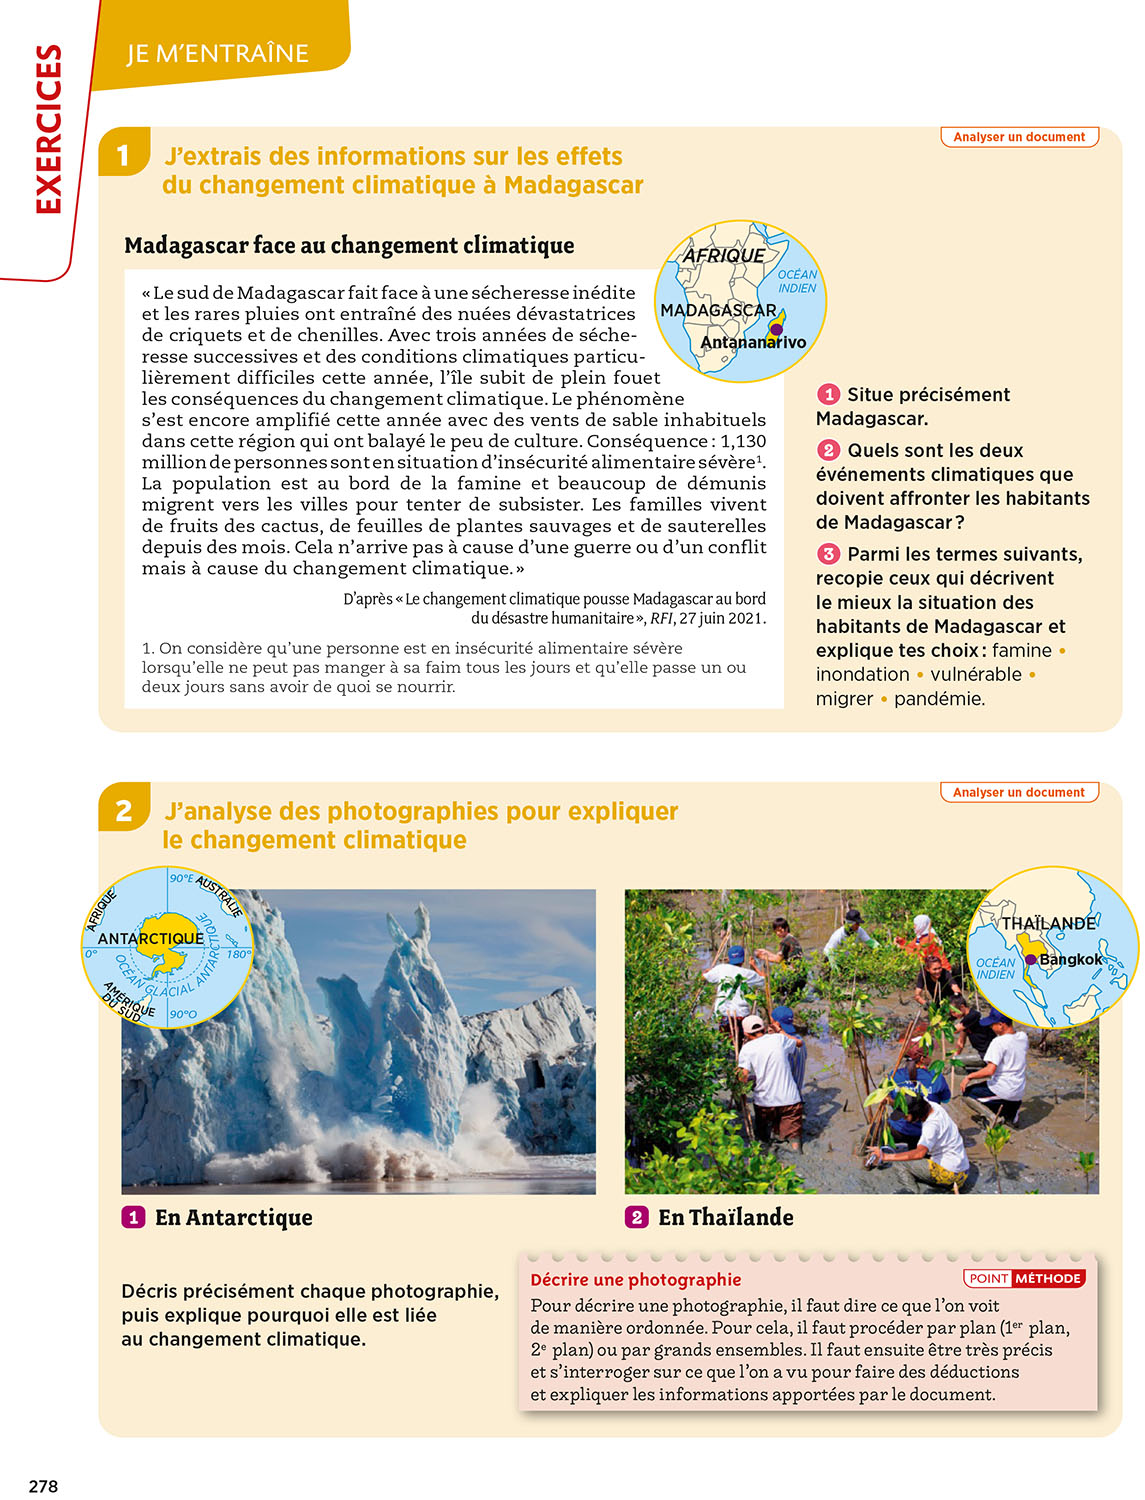 EXERCICES
JE M'ENTRAÎNE
Analyser un document
1 J'extrais des informations sur les effets
du changement climatique à Madagascar
Madagascar face au changement climatique
« Le sud de Madagascar fait face à une sécheresse inédite
et les rares pluies ont entraîné des nuées dévastatrices
de criquets et de chenilles. Avec trois années de séche-
resse successives et des conditions climatiques particu-
lièrement difficiles cette année, l'île subit de plein fouet
les conséquences du changement climatique. Le phénomène
s'est encore amplifié cette année avec des vents de sable inhabituels
dans cette région qui ont balayé le peu de culture. Conséquence : 1,130
million de personnes sont en situation d'insécurité alimentaire sévère¹.
La population est au bord de la famine et beaucoup de démunis
migrent vers les villes pour tenter de subsister. Les familles vivent
de fruits des cactus, de feuilles de plantes sauvages et de sauterelles
depuis des mois. Cela n'arrive pas à cause d'une guerre ou d'un conflit
mais à cause du changement climatique. »
D'après « Le changement climatique pousse Madagascar au bord
du désastre humanitaire », RFI, 27 juin 2021.
1. On considère qu'une personne est en insécurité alimentaire sévère
lorsqu'elle ne peut pas manger à sa faim tous les jours et qu'elle passe un ou
deux jours sans avoir de quoi se nourrir.
AFRIQUE
OCÉAN
INDIEN
MADAGASCAR
Antananarivo
1 Situe précisément
Madagascar.
2 Quels sont les deux
événements climatiques que
doivent affronter les habitants
de Madagascar ?
3 Parmi les termes suivants,
recopie ceux qui décrivent
le mieux la situation des
habitants de Madagascar et
explique tes choix : famine •
inondation • vulnérable •
migrer • pandémie.
Analyser un document
2 J'analyse des photographies pour expliquer
le changement climatique
90°E
AUSTRALIE
AFRIQUE
ANTARCTIQUE
0°
180°
OCÉAN GLACIAL ANTARCTIQUE
AMÉRIQUE
DU SUD
90°O
THAÏLANDE
OCÉAN
INDIEN
Bangkok
1 En Antarctique
2 En Thaïlande
Décris précisément chaque photographie,
puis explique pourquoi elle est liée
au changement climatique.
Décrire une photographie
POINT MÉTHODE
Pour décrire une photographie, il faut dire ce que l'on voit
de manière ordonnée. Pour cela, il faut procéder par plan (1er plan,
2e plan) ou par grands ensembles. Il faut ensuite être très précis
et s'interroger sur ce que l'on a vu pour faire des déductions
et expliquer les informations apportées par le document.
278